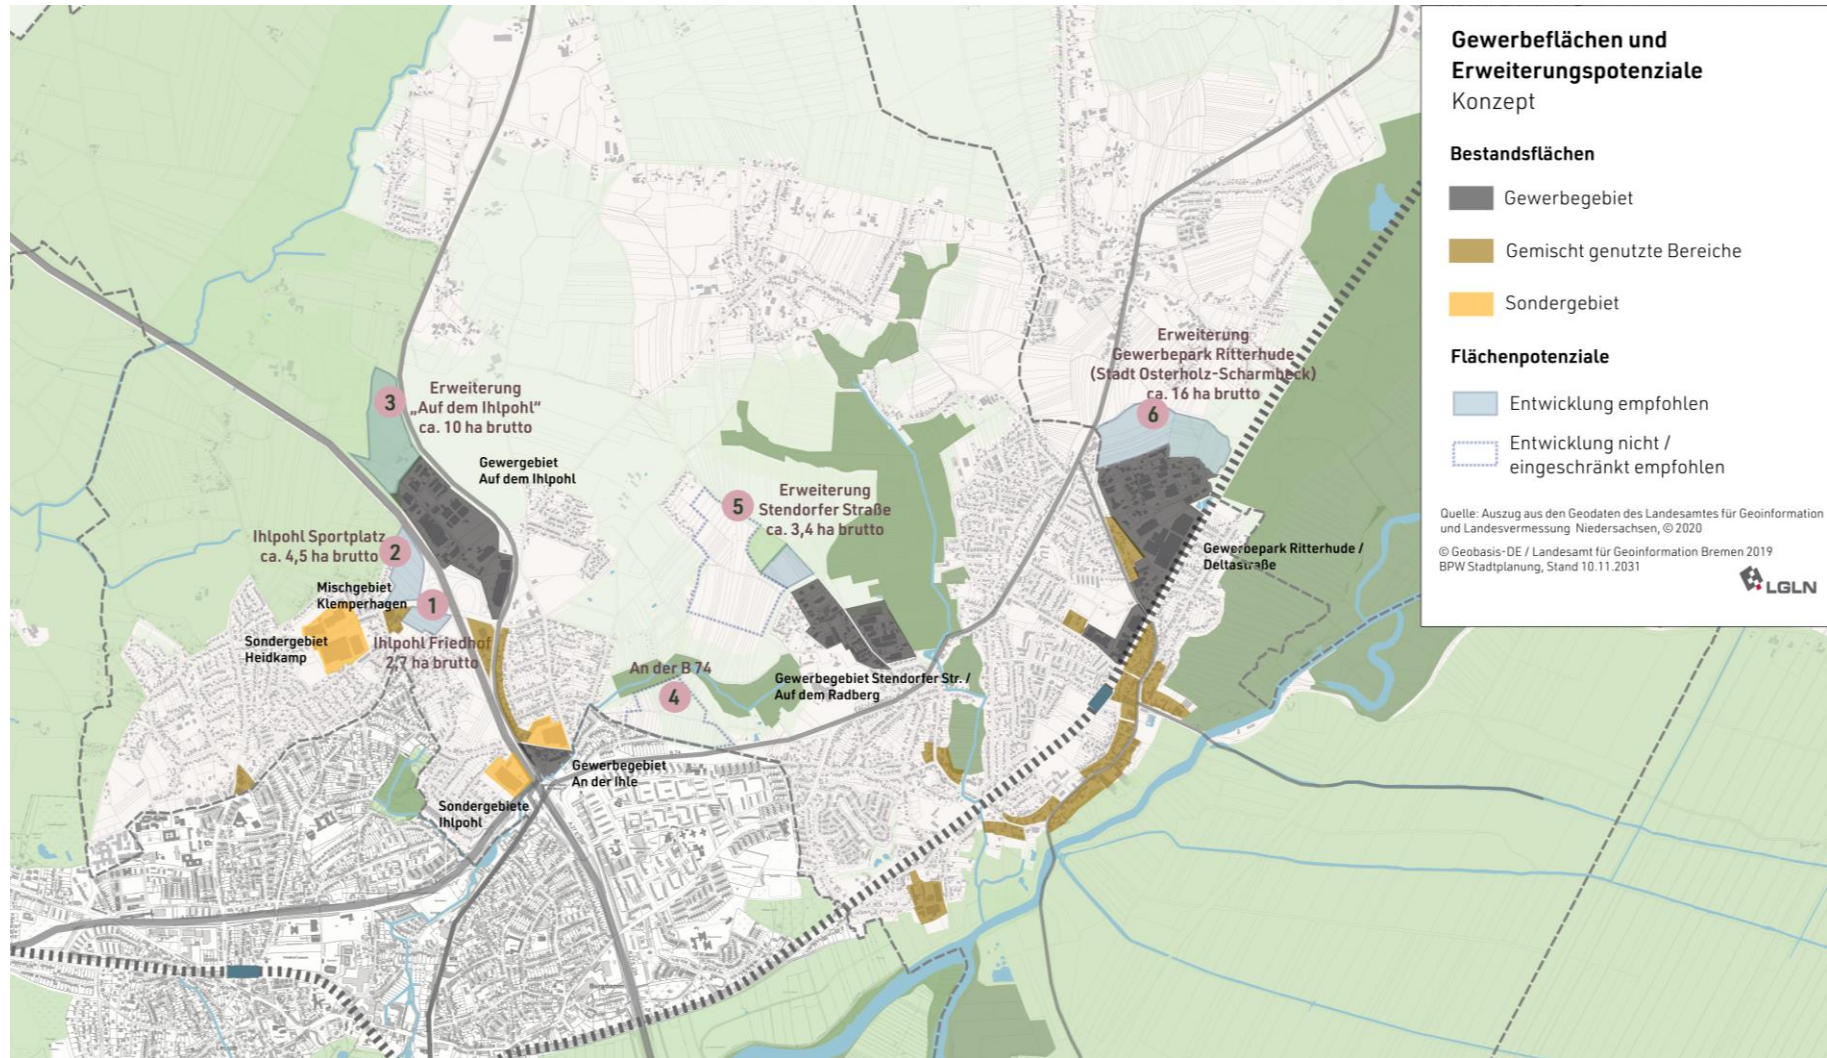 Gewerbeflächen und
Erweiterungspotenziale
Konzept
Bestandsflächen
Gewerbegebiet
Gemischt genutzte Bereiche
Sondergebiet
Flächenpotenziale
Entwicklung empfohlen
Entwicklung nicht /
eingeschränkt empfohlen
Quelle: Auszug aus den Geodaten des Landesamtes für Geoinformation
und Landesvermessung Niedersachsen, © 2020
© Geobasis-DE / Landesamt für Geoinformation Bremen 2019
BPW Stadtplanung, Stand 10.11.2031
LGLN
Erweiterung
Gewerbepark Ritterhude
(Stadt Osterholz-Scharmbeck)
ca. 16 ha brutto
6
3
Erweiterung
„Auf dem Ihlpohl“
ca. 10 ha brutto
Gewergebiet
Auf dem Ihlpohl
5
Erweiterung
Stendorfer Straße
ca. 3,4 ha brutto
Ihlpohl Sportplatz
ca. 4,5 ha brutto
2
Gewerbepark Ritterhude /
Deltastraße
Mischgebiet
Klemperhagen
1
Sondergebiet
Heidkamp
Ihlpohl Friedhof
2,7 ha brutto
An der B 74
4
Gewerbegebiet Stendorfer Str. /
Auf dem Radberg
Gewerbegebiet
An der Ihle
Sondergebiete
Ihlpohl